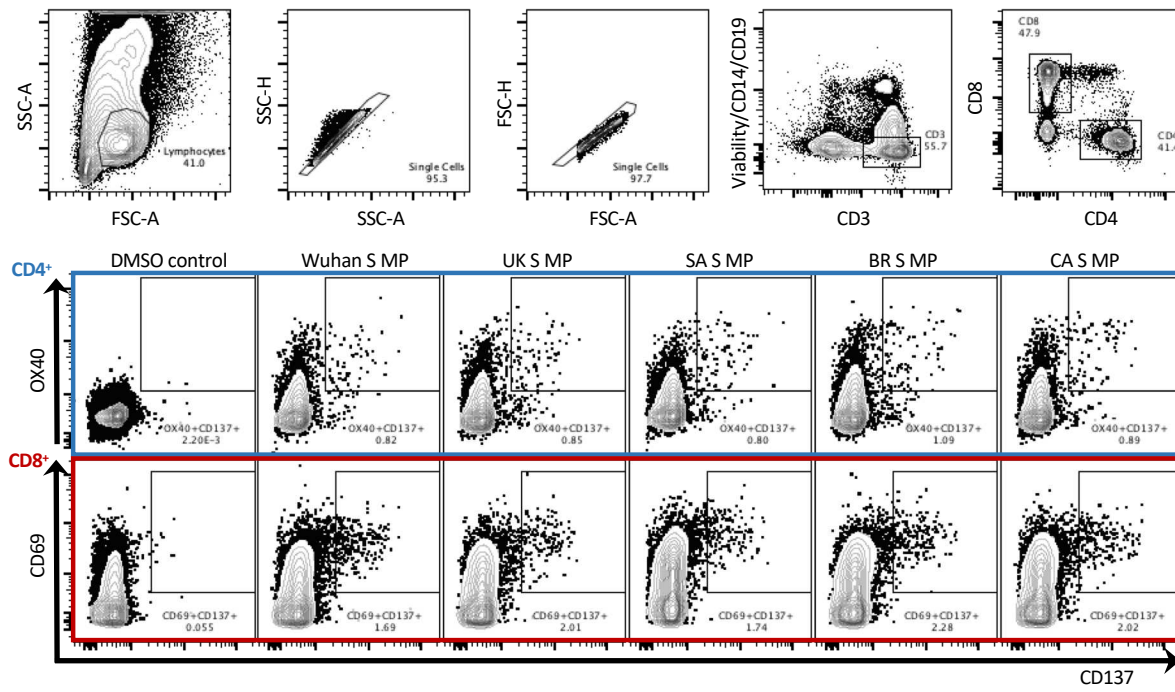 SSC-A
Lymphocytes
41.0
FSC-A
SSC-H
Single Cells
95.3
SSC-A
FSC-H
Single Cells
97.7
FSC-A
Viability/CD14/CD19
CD3
55.7
CD3
CD8
CD8
47.9
CD4
DMSO control
Wuhan S MP
UK S MP
SA S MP
BR S MP
CA S MP
CD4+
OX40
OX40+CD137+
2.20E-3
OX40+CD137+
0.82
OX40+CD137+
0.85
OX40+CD137+
0.80
OX40+CD137+
1.09
OX40+CD137+
0.89
CD8+
CD69
CD69+CD137+
0.055
CD69+CD137+
1.69
CD69+CD137+
2.01
CD69+CD137+
1.74
CD69+CD137+
2.28
CD69+CD137+
2.02
CD137